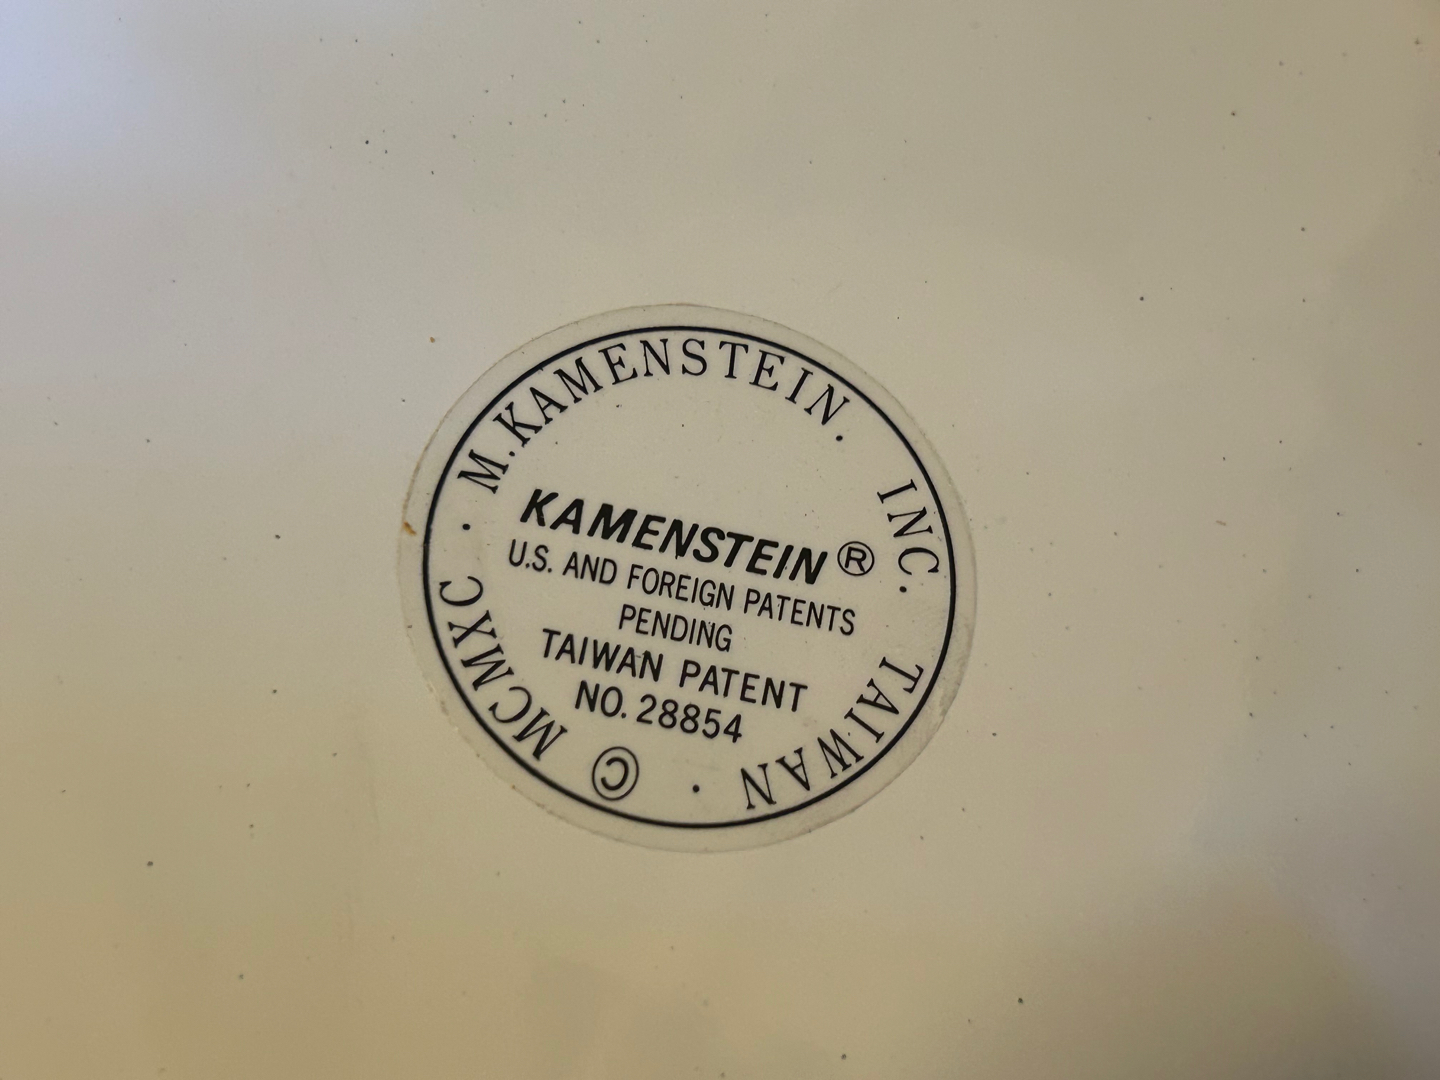 M.KAMENSTEIN. INC. TAIWAN · © MCMXC ·
KAMENSTEIN®
U.S. AND FOREIGN PATENTS
PENDING
TAIWAN PATENT
NO. 28854